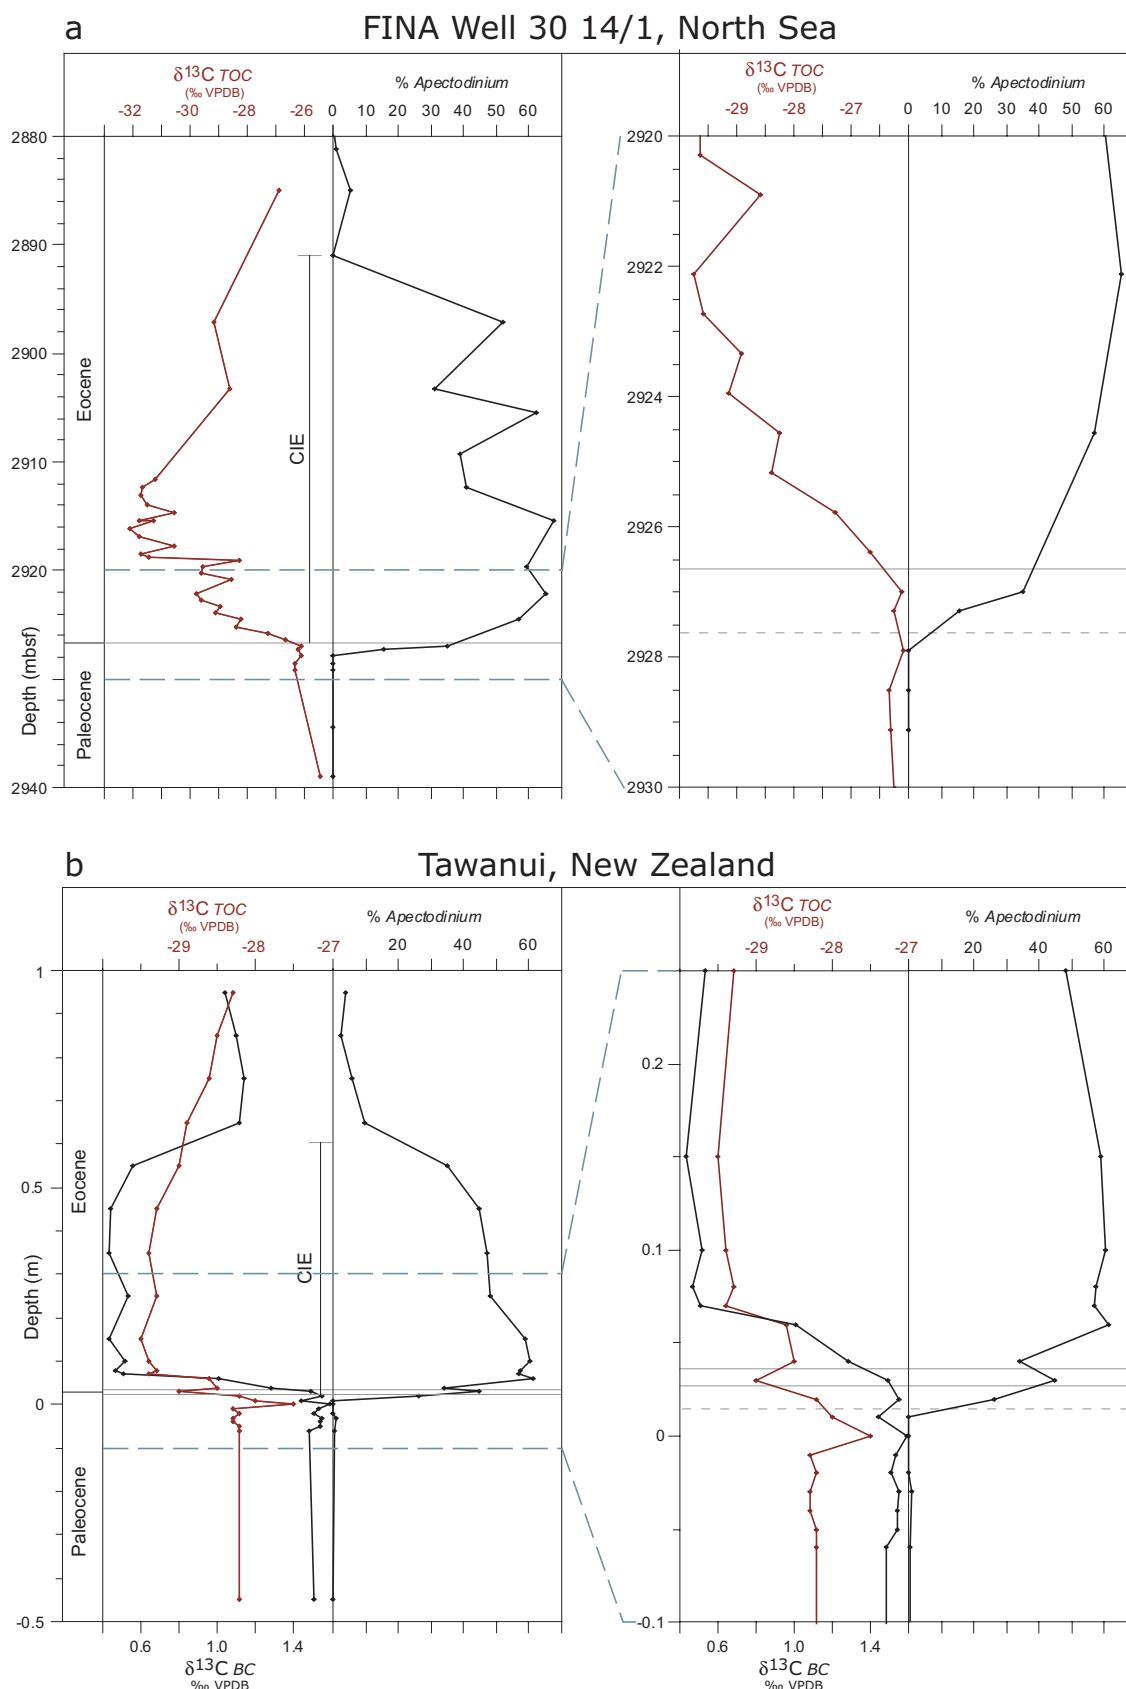 a
FINA Well 30 14/1, North Sea
δ13C TOC
(‰ VPDB)
-32 -30 -28 -26
% Apectodinium
0 10 20 30 40 50 60
δ13C TOC
(‰ VPDB)
-29 -28 -27
% Apectodinium
0 10 20 30 40 50 60
2880
2890
2900
2910
2920
2930
2940
Depth (mbsf)
Eocene
Paleocene
CIE
2920
2922
2924
2926
2928
2930
b
Tawanui, New Zealand
δ13C TOC
(‰ VPDB)
-29 -28 -27
% Apectodinium
20 40 60
δ13C TOC
(‰ VPDB)
-29 -28 -27
% Apectodinium
20 40 60
1
0.5
0
-0.5
Depth (m)
Eocene
Paleocene
CIE
0.2
0.1
0
-0.1
0.6 1.0 1.4
δ13C BC
‰ VPDB
0.6 1.0 1.4
δ13C BC
‰ VPDB